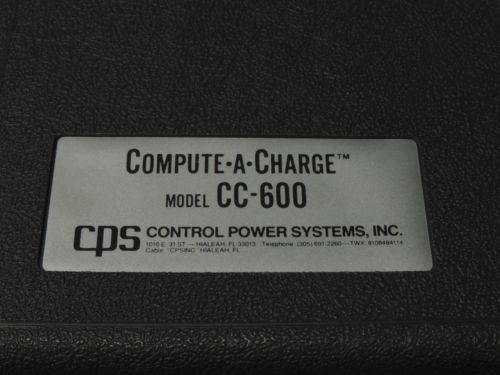 COMPUTE·A·CHARGE™
MODEL CC-600
cps CONTROL POWER SYSTEMS, INC.
1010 E. 31 ST. — HIALEAH, FL 33013 Telephone (305) 691-2260 — TWX: 8108484114
Cable: "CPSINC" HIALEAH, FL